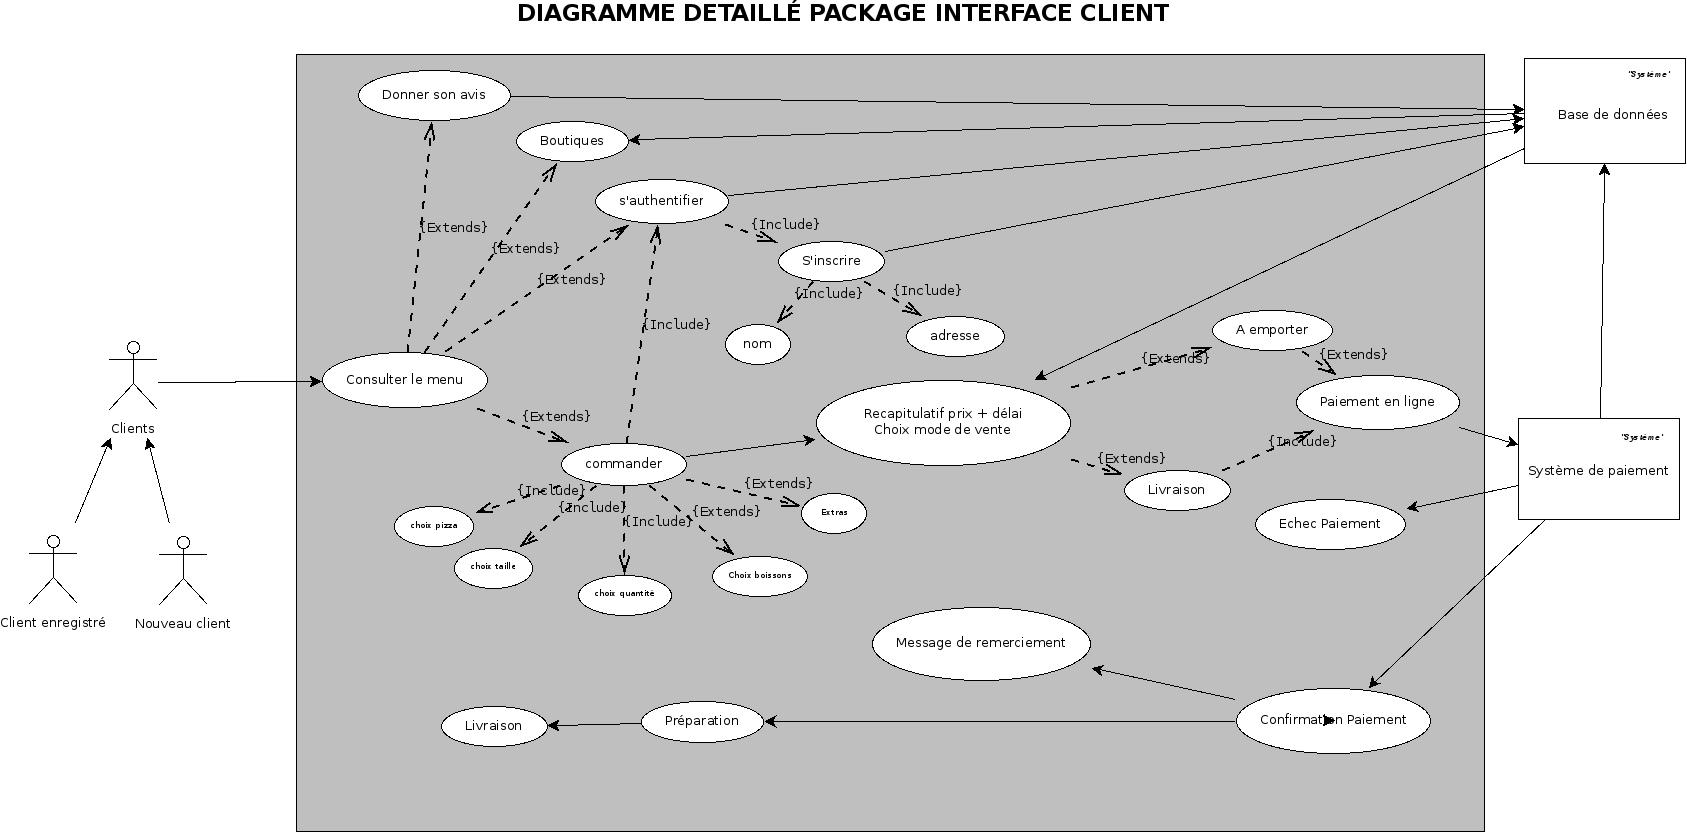 DIAGRAMME DETAILLÉ PACKAGE INTERFACE CLIENT
"Système"
Base de données
Donner son avis
Boutiques
s'authentifier
{Include}
{Extends}
{Extends}
{Extends}
S'inscrire
{Include}
{Include}
nom
adresse
{Include}
A emporter
{Extends}
{Extends}
Consulter le menu
Clients
{Extends}
Recapitulatif prix + délai
Choix mode de vente
Paiement en ligne
"Système"
Système de paiement
{Include}
{Extends}
Livraison
commander
{Include}
{Include}
{Include}
{Extends}
{Extends}
choix pizza
choix taille
choix quantité
Choix boissons
Extras
Echec Paiement
Client enregistré
Nouveau client
Message de remerciement
Livraison
Préparation
Confirmation Paiement